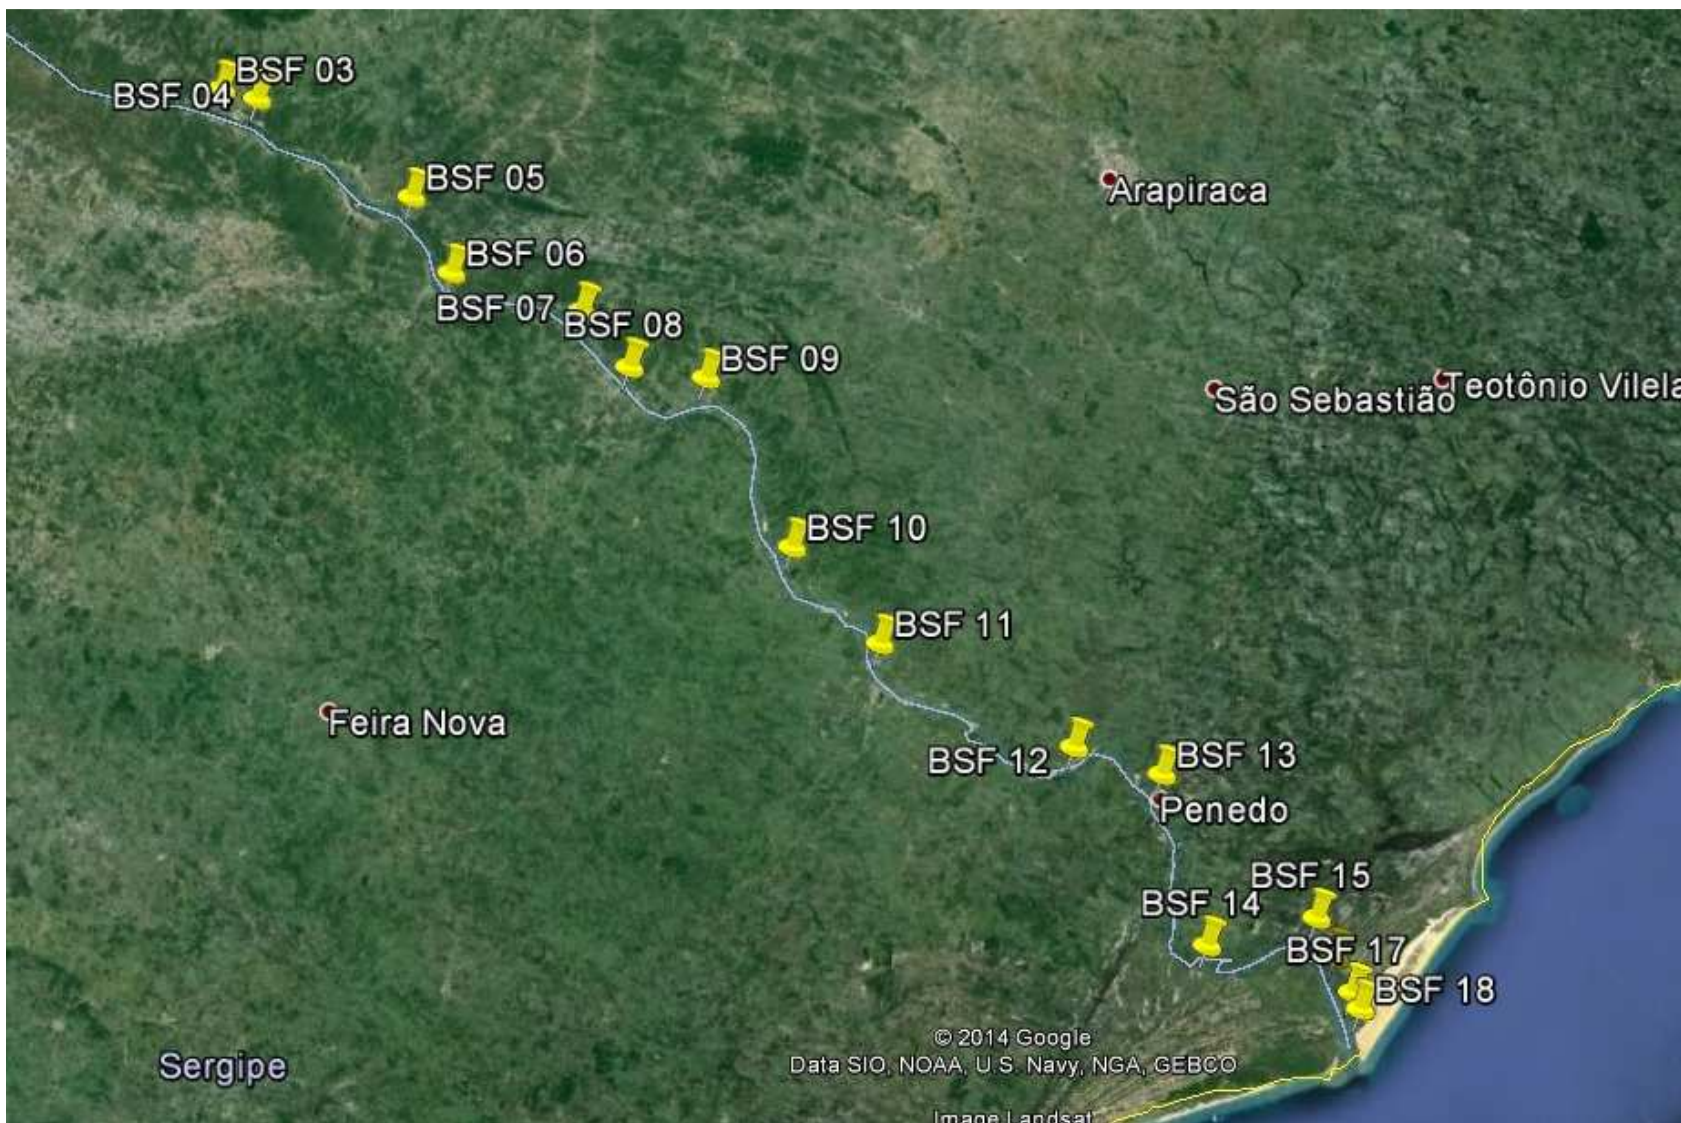 BSF 03
BSF 04
BSF 05
Arapiraca
BSF 06
BSF 07
BSF 08
BSF 09
São Sebastião
Teotônio Vilela
BSF 10
BSF 11
Feira Nova
BSF 12
BSF 13
Penedo
BSF 15
BSF 14
BSF 17
BSF 18
© 2014 Google
Data SIO, NOAA, U.S. Navy, NGA, GEBCO
Sergipe
Image Landsat